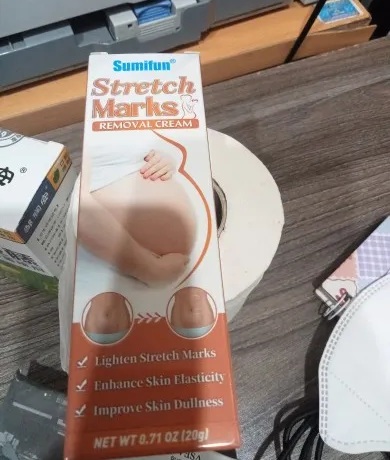 Sumifun®
Stretch
Marks
REMOVAL CREAM
Lighten Stretch Marks
Enhance Skin Elasticity
Improve Skin Dullness
NET WT 0.71 OZ (20g)